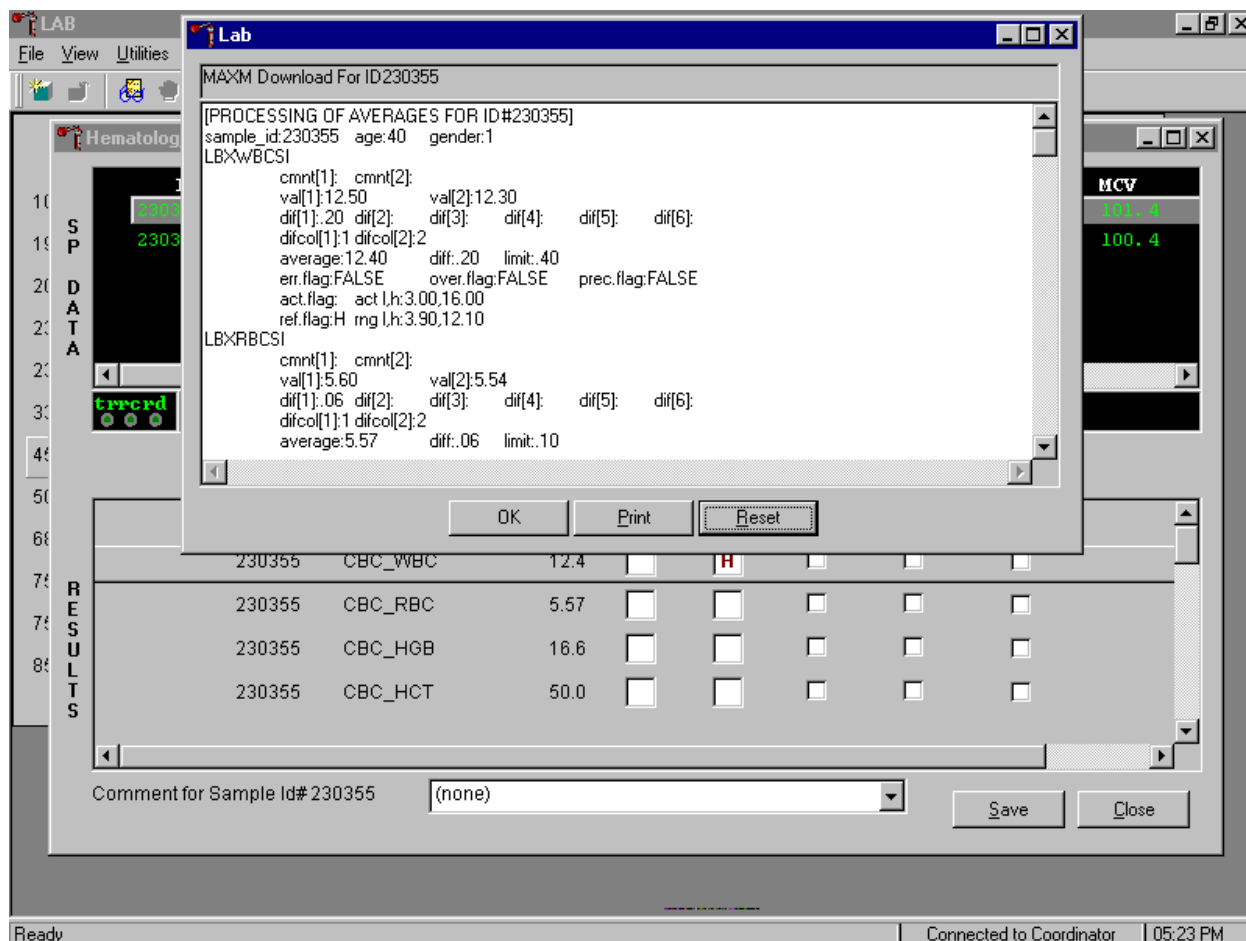 LAB
File View Utilities
Lab
MAXM Download For ID230355
[PROCESSING OF AVERAGES FOR ID#230355]
sample_id:230355 age:40 gender:1
LBXWBCSI
cmnt[1]: cmnt[2]:
val[1]:12.50 val[2]:12.30
dif[1]:.20 dif[2]: dif[3]: dif[4]: dif[5]: dif[6]:
difcol[1]:1 difcol[2]:2
average:12.40 diff:.20 limit:.40
err.flag:FALSE over.flag:FALSE prec.flag:FALSE
act.flag: act l,h:3.00,16.00
ref.flag:H rng l,h:3.90,12.10
LBXRBCSI
cmnt[1]: cmnt[2]:
val[1]:5.60 val[2]:5.54
dif[1]:.06 dif[2]: dif[3]: dif[4]: dif[5]: dif[6]:
difcol[1]:1 difcol[2]:2
average:5.57 diff:.06 limit:.10
OK Print Reset
Hematolog
SP DATA
MCV
2303 101.4
2303 100.4
trrcrd
RESULTS
230355 CBC_WBC 12.4 H
230355 CBC_RBC 5.57
230355 CBC_HGB 16.6
230355 CBC_HCT 50.0
Comment for Sample Id# 230355 (none)
Save Close
Ready Connected to Coordinator 05:23 PM